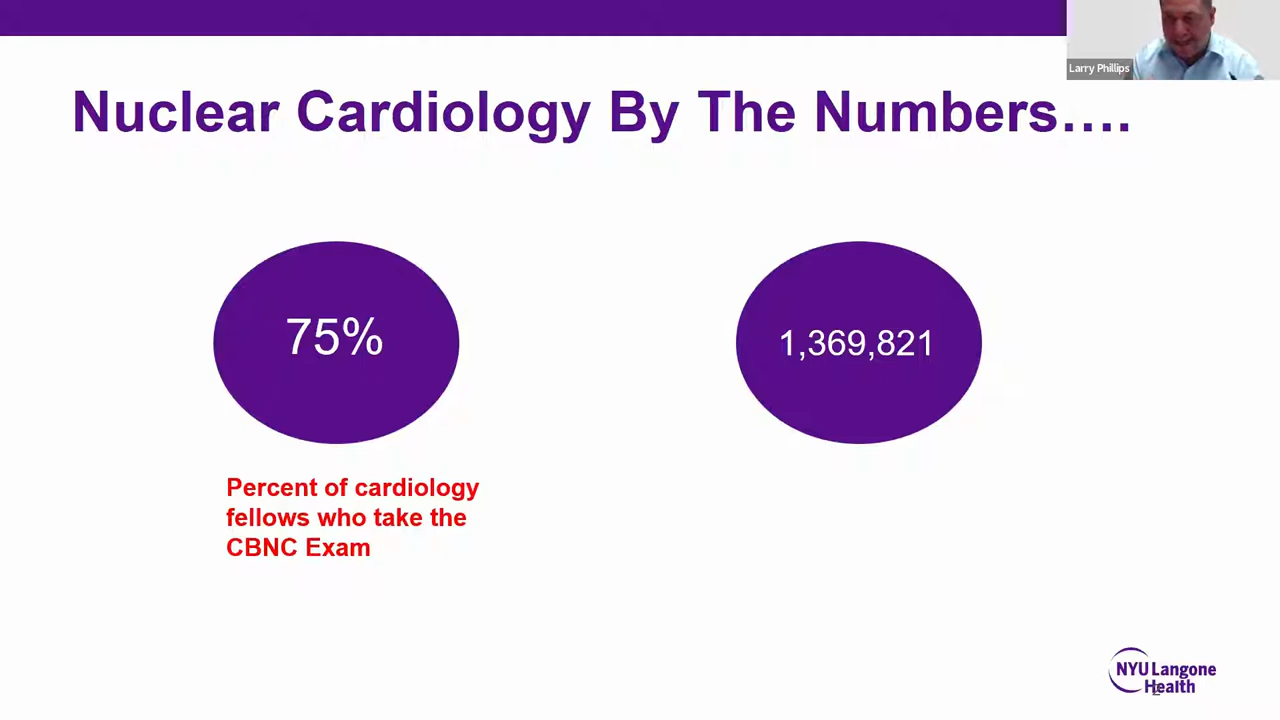 Larry Phillips
Nuclear Cardiology By The Numbers….
75%
1,369,821
Percent of cardiology
fellows who take the
CBNC Exam
NYU Langone
Health
2